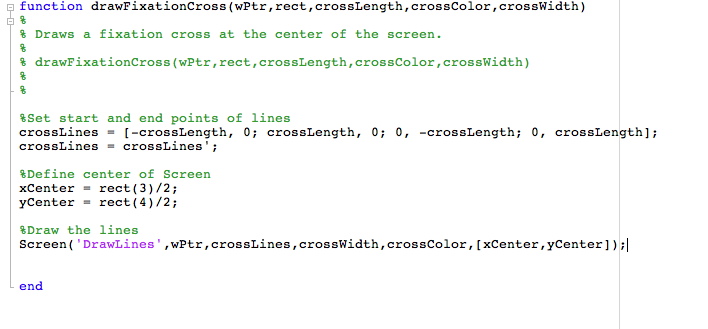 function drawFixationCross(wPtr,rect,crossLength,crossColor,crossWidth)
%
% Draws a fixation cross at the center of the screen.
%
% drawFixationCross(wPtr,rect,crossLength,crossColor,crossWidth)
%
%
%Set start and end points of lines
crossLines = [-crossLength, 0; crossLength, 0; 0, -crossLength; 0, crossLength];
crossLines = crossLines';
%Define center of Screen
xCenter = rect(3)/2;
yCenter = rect(4)/2;
%Draw the lines
Screen('DrawLines',wPtr,crossLines,crossWidth,crossColor,[xCenter,yCenter]);
end